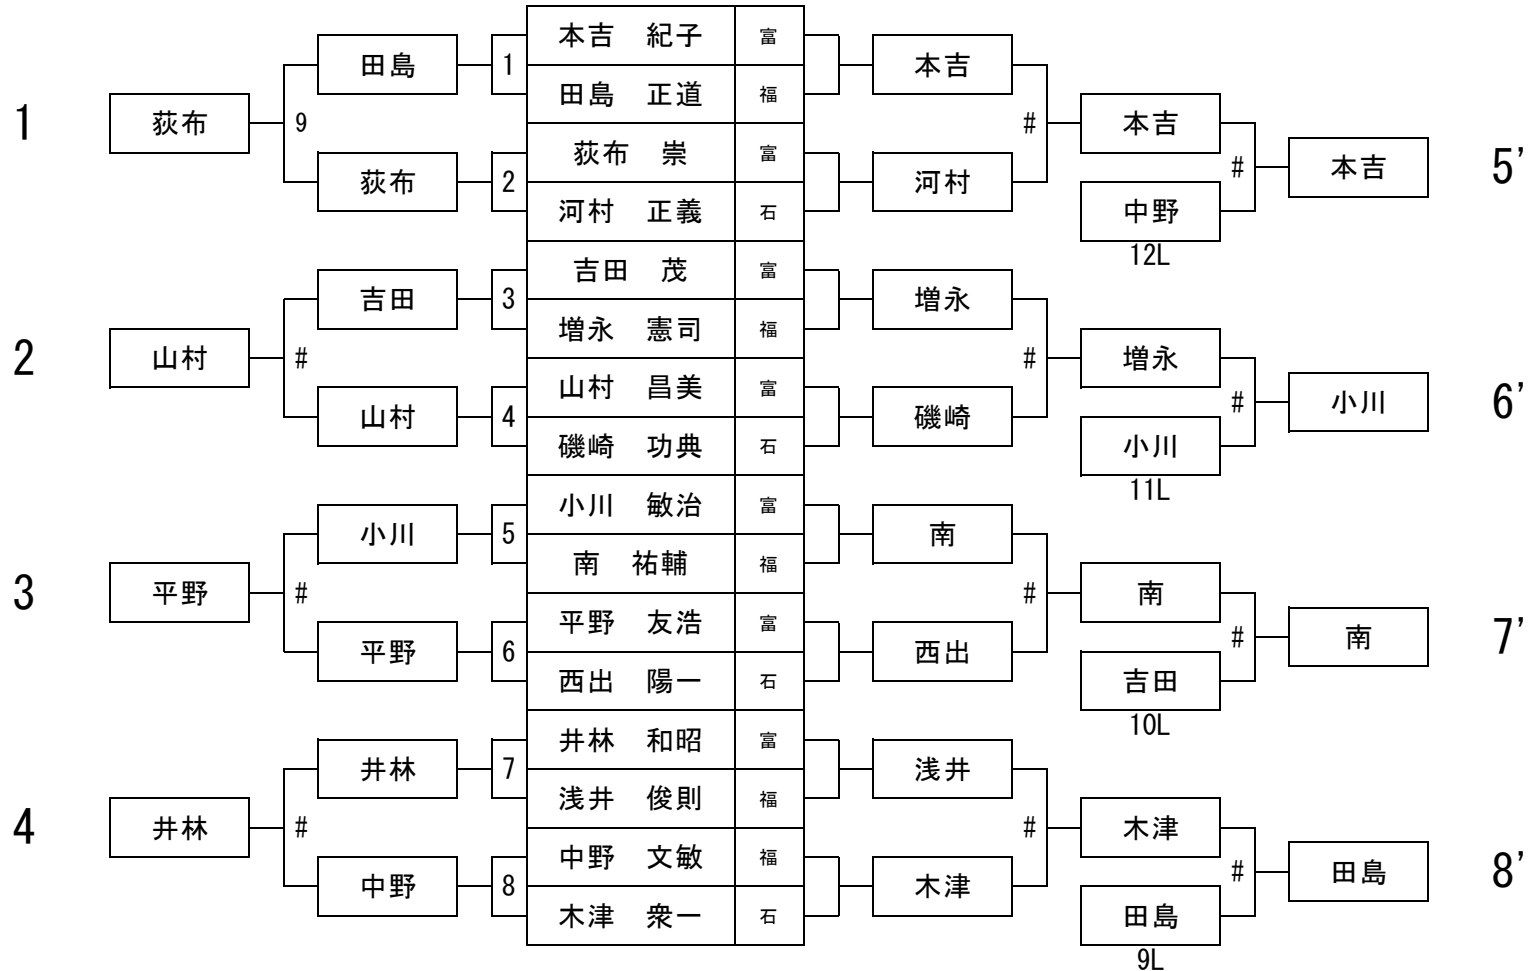 本吉　紀子 富
田島 1 本吉
田島　正道 福
1 荻布 9 # 本吉
荻布　崇 富 # 本吉 5’
荻布 2 河村
河村　正義 石 中野
12L
吉田　茂 富
吉田 3 増永
増永　憲司 福
2 山村 # # 増永
山村　昌美 富 # 小川 6’
山村 4 磯崎
磯崎　功典 石 小川
11L
小川　敏治 富
小川 5 南
南　祐輔 福
3 平野 # # 南
平野　友浩 富 # 南 7’
平野 6 西出
西出　陽一 石 吉田
10L
井林　和昭 富
井林 7 浅井
浅井　俊則 福
4 井林 # # 木津
中野　文敏 福 # 田島 8’
中野 8 木津
木津　衆一 石 田島
9L